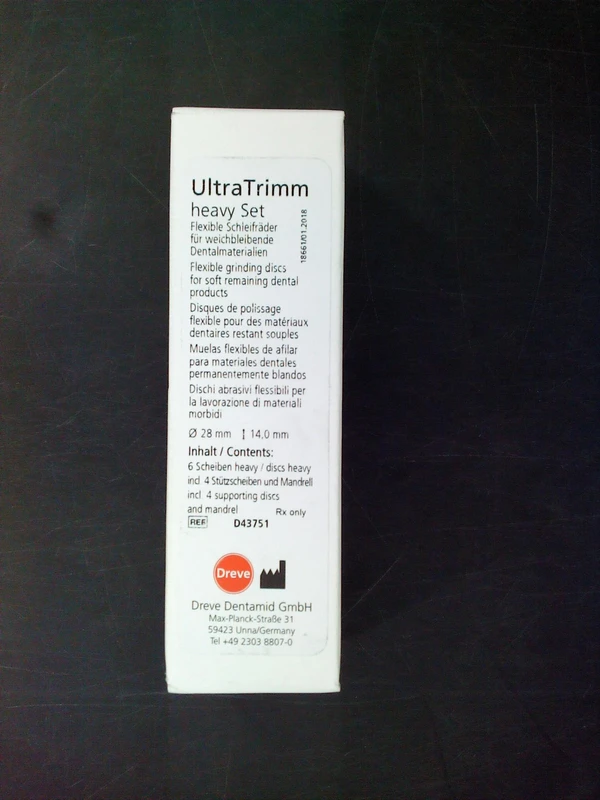 UltraTrimm
heavy Set
18661/01.2018
Flexible Schleifräder
für weichbleibende
Dentalmaterialien
Flexible grinding discs
for soft remaining dental
products
Disques de polissage
flexible pour des matériaux
dentaires restant souples
Muelas flexibles de afilar
para materiales dentales
permanentemente blandos
Dischi abrasivi flessibili per
la lavorazione di materiali
morbidi
Ø 28 mm ↕ 14,0 mm
Inhalt / Contents:
6 Scheiben heavy / discs heavy
incl 4 Stützscheiben und Mandrell
incl 4 supporting discs
and mandrel Rx only
REF D43751
Dreve
Dreve Dentamid GmbH
Max-Planck-Straße 31
59423 Unna/Germany
Tel +49 2303 8807-0